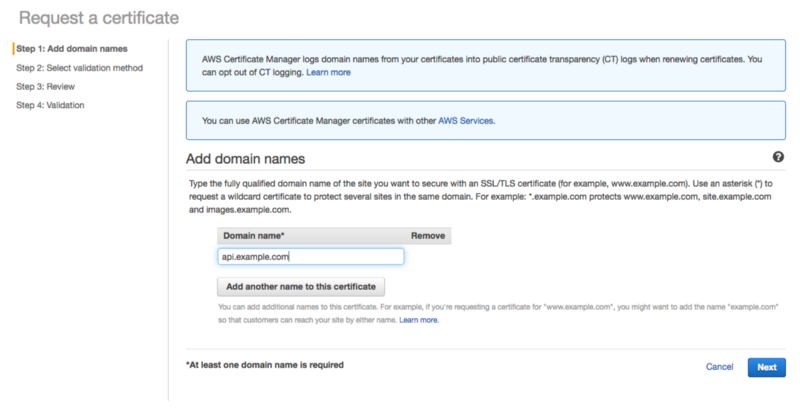 Request a certificate
Step 1: Add domain names
Step 2: Select validation method
Step 3: Review
Step 4: Validation
AWS Certificate Manager logs domain names from your certificates into public certificate transparency (CT) logs when renewing certificates. You
can opt out of CT logging. Learn more
You can use AWS Certificate Manager certificates with other AWS Services.
Add domain names
?
Type the fully qualified domain name of the site you want to secure with an SSL/TLS certificate (for example, www.example.com). Use an asterisk (*) to
request a wildcard certificate to protect several sites in the same domain. For example: *.example.com protects www.example.com, site.example.com
and images.example.com.
Domain name* Remove
api.example.com
Add another name to this certificate
You can add additional names to this certificate. For example, if you're requesting a certificate for "www.example.com", you might want to add the name "example.com"
so that customers can reach your site by either name. Learn more.
*At least one domain name is required
Cancel Next